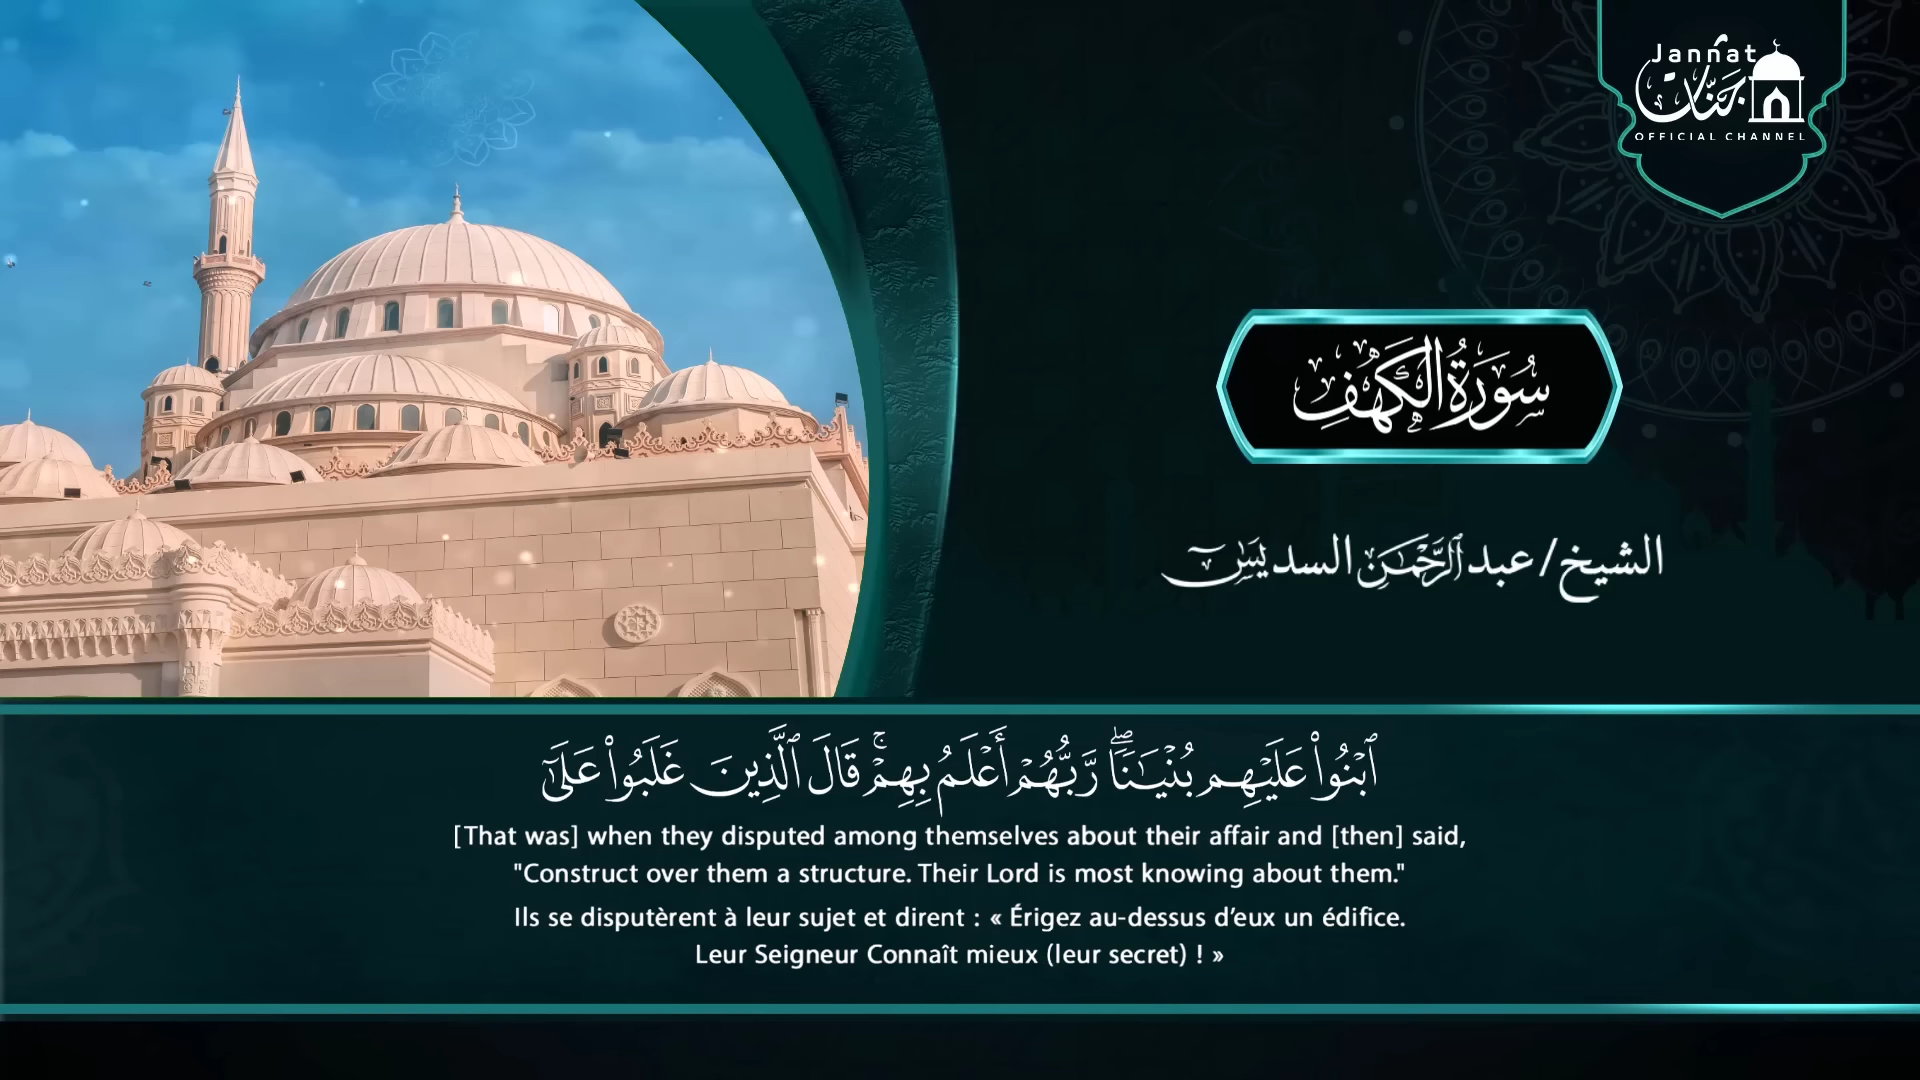 Jannat
جنات
OFFICIAL CHANNEL
سُورَةُ الكَهْفِ
الشيخ/عبد الرَّحْمَٰن السديس
ٱبْنُوا۟ عَلَيْهِم بُنْيَـٰنًا ۖ رَّبُّهُمْ أَعْلَمُ بِهِمْ ۚ قَالَ ٱلَّذِينَ غَلَبُوا۟ عَلَىٰٓ
[That was] when they disputed among themselves about their affair and [then] said,
"Construct over them a structure. Their Lord is most knowing about them."
Ils se disputèrent à leur sujet et dirent : « Érigez au-dessus d’eux un édifice.
Leur Seigneur Connaît mieux (leur secret) ! »